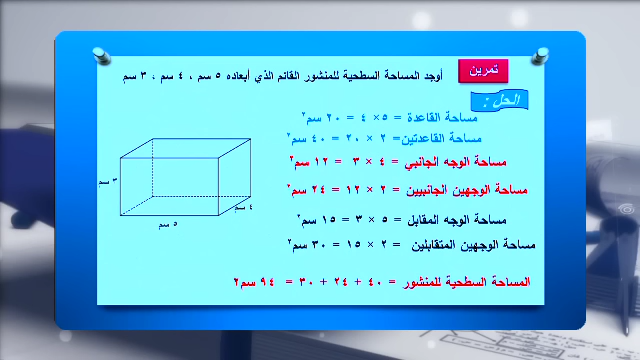 تمرين
أوجد المساحة السطحية للمنشور القائم الذي أبعاده ٥ سم ، ٤ سم ، ٣ سم
الحل :
مساحة القاعدة = ٥× ٤ = ٢٠ سم٢
مساحة القاعدتين= ٢ × ٢٠ = ٤٠ سم٢
مساحة الوجه الجانبي = ٤ × ٣ = ١٢ سم٢
مساحة الوجهين الجانبيين = ٢ × ١٢ = ٢٤ سم٢
مساحة الوجه المقابل = ٥ × ٣ = ١٥ سم٢
مساحة الوجهين المتقابلين = ٢ × ١٥ = ٣٠ سم٢
المساحة السطحية للمنشور = ٤٠ + ٢٤ + ٣٠ = ٩٤ سم٢
٣ سم
٤ سم
٥ سم